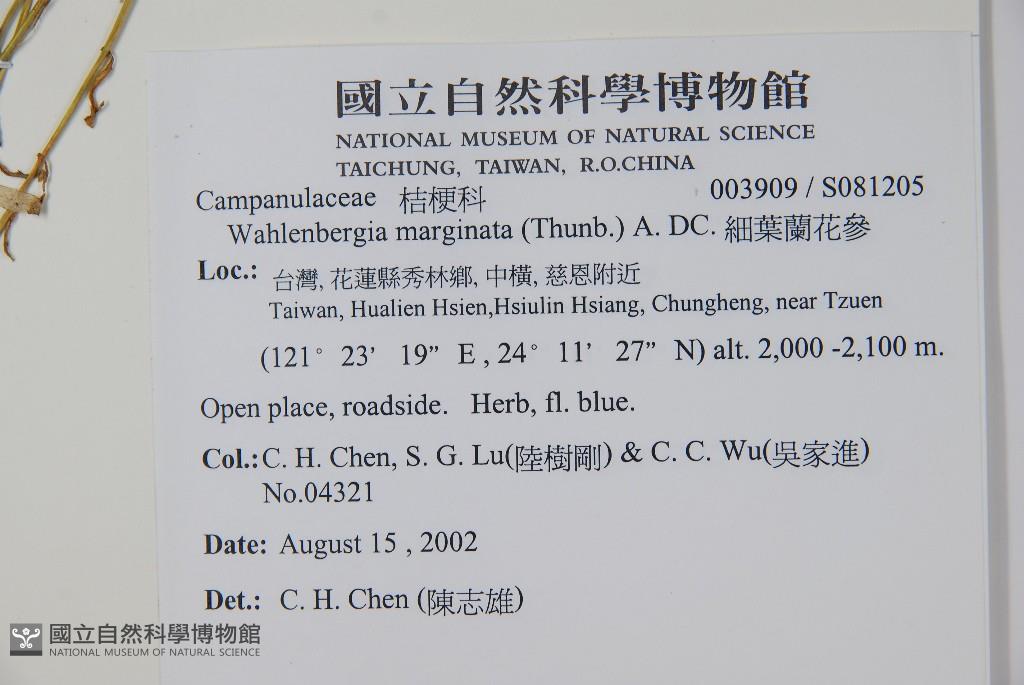 國立自然科學博物館
NATIONAL MUSEUM OF NATURAL SCIENCE
TAICHUNG, TAIWAN, R.O.CHINA
Campanulaceae 桔梗科 003909 / S081205
Wahlenbergia marginata (Thunb.) A. DC. 細葉蘭花參
Loc.: 台灣, 花蓮縣秀林鄉, 中橫, 慈恩附近
Taiwan, Hualien Hsien,Hsiulin Hsiang, Chungheng, near Tzuen
(121° 23’ 19” E , 24° 11’ 27” N) alt. 2,000 -2,100 m.
Open place, roadside. Herb, fl. blue.
Col.: C. H. Chen, S. G. Lu(陸樹剛) & C. C. Wu(吳家進)
No.04321
Date: August 15 , 2002
Det.: C. H. Chen (陳志雄)
國立自然科學博物館
NATIONAL MUSEUM OF NATURAL SCIENCE